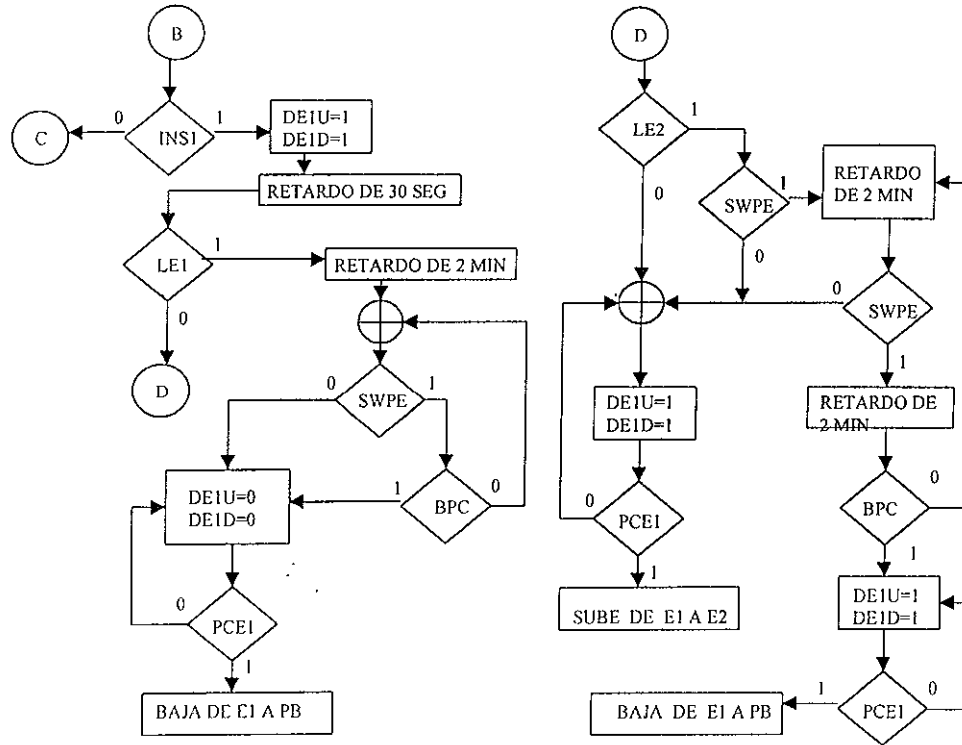 B
INS1
0
1
C
DE1U=1
DE1D=1
RETARDO DE 30 SEG
LE1
1
0
RETARDO DE 2 MIN
D
SWPE
0
1
BPC
1
0
DE1U=0
DE1D=0
PCE1
0
1
BAJA DE E1 A PB
D
LE2
1
0
SWPE
1
0
RETARDO
DE 2 MIN
SWPE
0
1
DE1U=1
DE1D=1
RETARDO DE
2 MIN
PCE1
0
1
BPC
0
1
SUBE DE E1 A E2
DE1U=1
DE1D=1
PCE1
1
0
BAJA DE E1 A PB